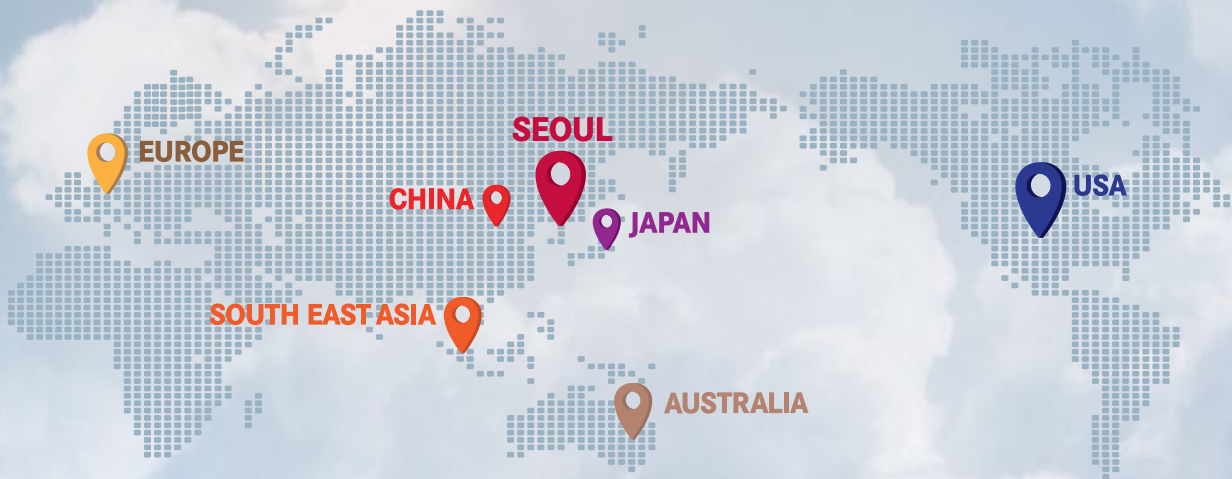 SEOUL
EUROPE
CHINA
USA
JAPAN
SOUTH EAST ASIA
AUSTRALIA